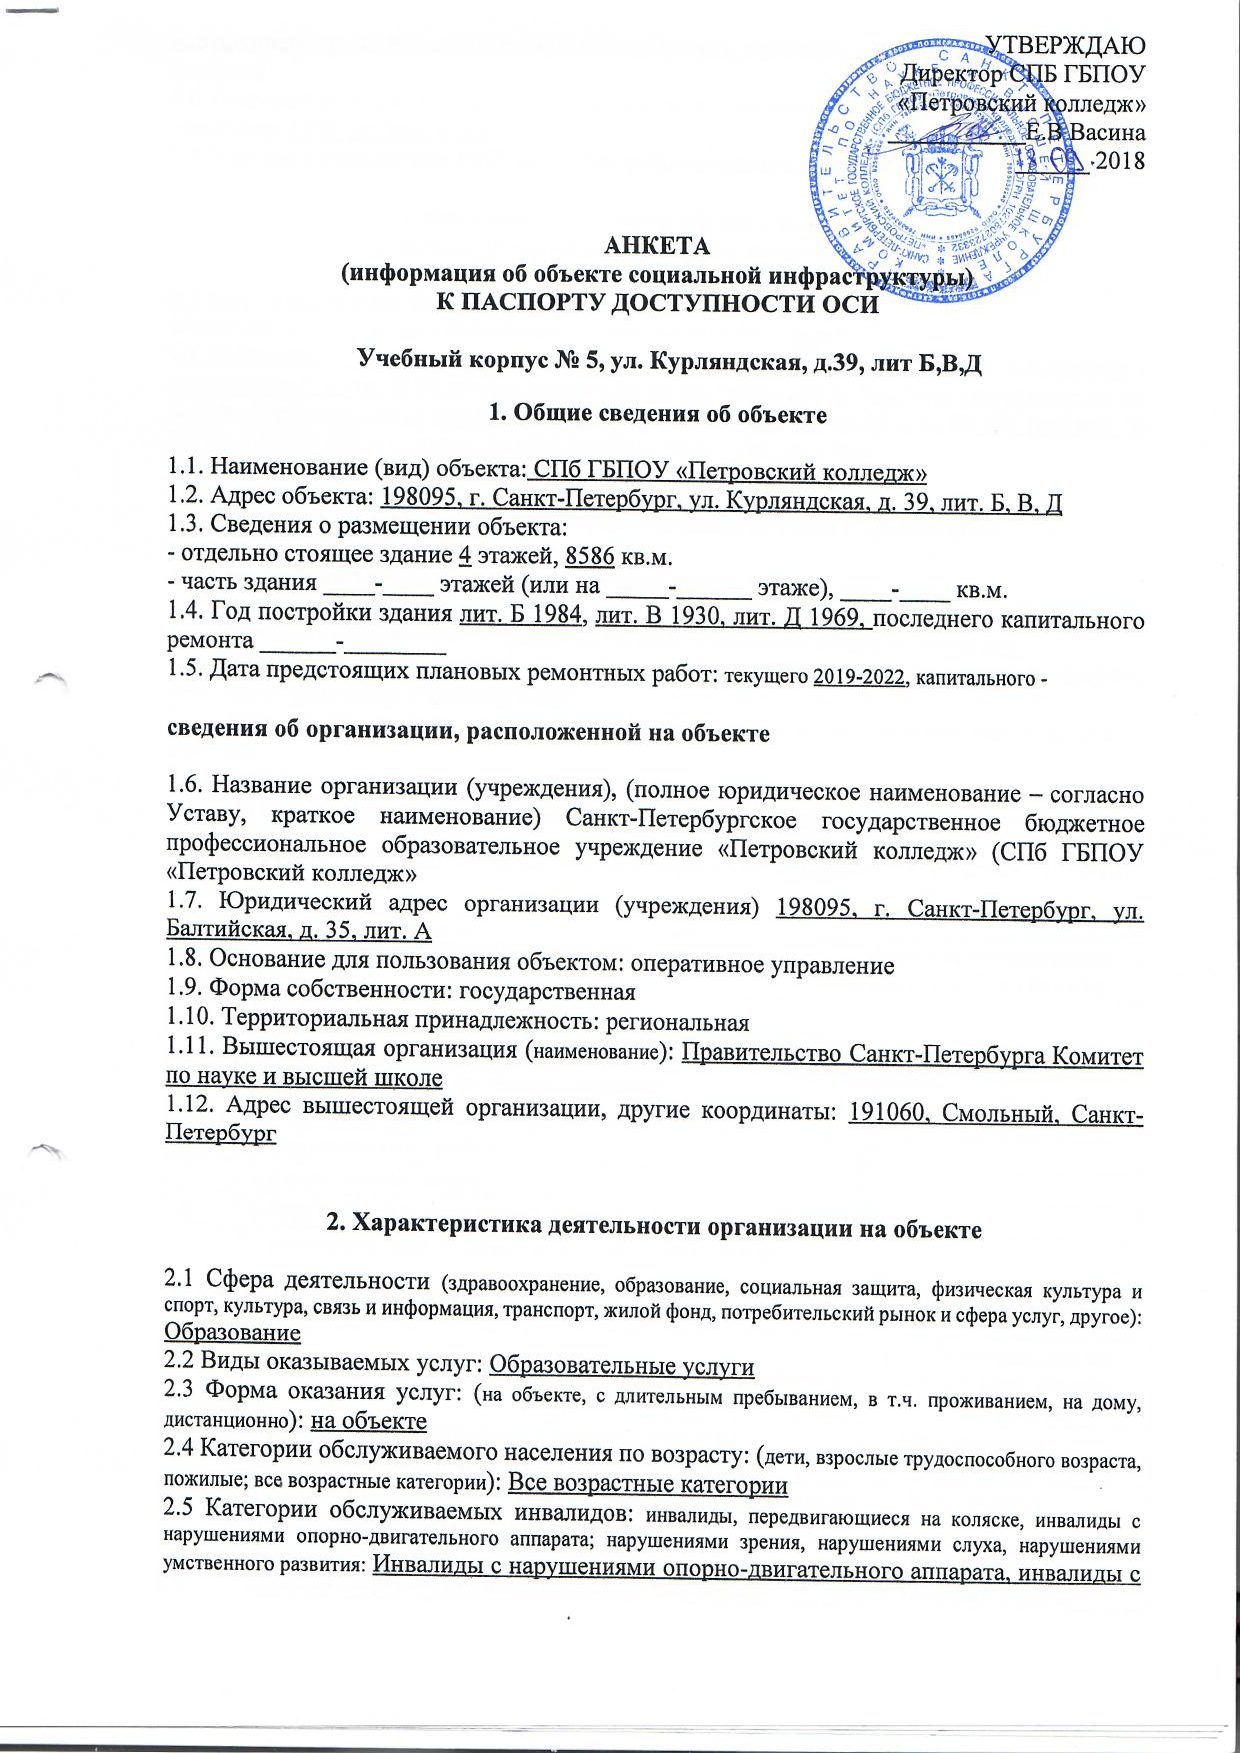 УТВЕРЖДАЮ
Директор СПБ ГБПОУ
«Петровский колледж»
Е.В Васина
2018
АНКЕТА
(информация об объекте социальной инфраструктуры)
К ПАСПОРТУ ДОСТУПНОСТИ ОСИ
Учебный корпус № 5, ул. Курляндская, д.39, лит Б,В,Д
1. Общие сведения об объекте
1.1. Наименование (вид) объекта: СПб ГБПОУ «Петровский колледж»
1.2. Адрес объекта: 198095, г. Санкт-Петербург, ул. Курляндская, д. 39, лит. Б, В, Д
1.3. Сведения о размещении объекта:
- отдельно стоящее здание 4 этажей, 8586 кв.м.
- часть здания ____-____ этажей (или на _____-______ этаже), ____-____ кв.м.
1.4. Год постройки здания лит. Б 1984, лит. В 1930, лит. Д 1969, последнего капитального
ремонта ______-________
1.5. Дата предстоящих плановых ремонтных работ: текущего 2019-2022, капитального -
сведения об организации, расположенной на объекте
1.6. Название организации (учреждения), (полное юридическое наименование – согласно
Уставу, краткое наименование) Санкт-Петербургское государственное бюджетное
профессиональное образовательное учреждение «Петровский колледж» (СПб ГБПОУ
«Петровский колледж»
1.7. Юридический адрес организации (учреждения) 198095, г. Санкт-Петербург, ул.
Балтийская, д. 35, лит. А
1.8. Основание для пользования объектом: оперативное управление
1.9. Форма собственности: государственная
1.10. Территориальная принадлежность: региональная
1.11. Вышестоящая организация (наименование): Правительство Санкт-Петербурга Комитет
по науке и высшей школе
1.12. Адрес вышестоящей организации, другие координаты: 191060, Смольный, Санкт-
Петербург
2. Характеристика деятельности организации на объекте
2.1 Сфера деятельности (здравоохранение, образование, социальная защита, физическая культура и
спорт, культура, связь и информация, транспорт, жилой фонд, потребительский рынок и сфера услуг, другое):
Образование
2.2 Виды оказываемых услуг: Образовательные услуги
2.3 Форма оказания услуг: (на объекте, с длительным пребыванием, в т.ч. проживанием, на дому,
дистанционно): на объекте
2.4 Категории обслуживаемого населения по возрасту: (дети, взрослые трудоспособного возраста,
пожилые; все возрастные категории): Все возрастные категории
2.5 Категории обслуживаемых инвалидов: инвалиды, передвигающиеся на коляске, инвалиды с
нарушениями опорно-двигательного аппарата; нарушениями зрения, нарушениями слуха, нарушениями
умственного развития: Инвалиды с нарушениями опорно-двигательного аппарата, инвалиды с